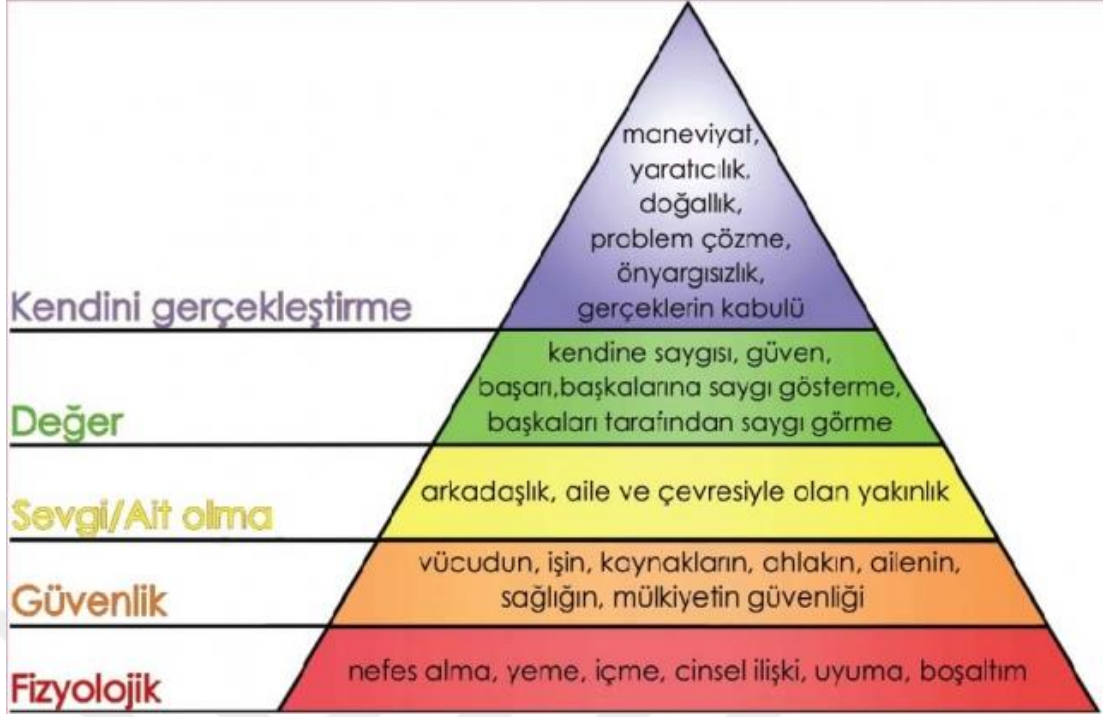 maneviyat,
yaratıcılık,
doğallık,
problem çözme,
önyargısızlık,
gerçeklerin kabulü
Kendini gerçekleştirme
kendine saygısı, güven,
başarı,başkalarına saygı gösterme,
başkaları tarafından saygı görme
Değer
arkadaşlık, aile ve çevresiyle olan yakınlık
Sevgi/Ait olma
vücudun, işin, kaynakların, ahlakın, ailenin,
sağlığın, mülkiyetin güvenliği
Güvenlik
nefes alma, yeme, içme, cinsel ilişki, uyuma, boşaltım
Fizyolojik